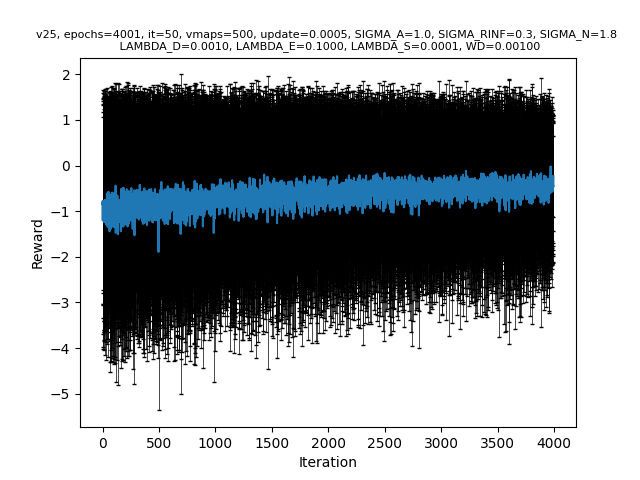 v25, epochs=4001, it=50, vmaps=500, update=0.0005, SIGMA_A=1.0, SIGMA_RINF=0.3, SIGMA_N=1.8
LAMBDA_D=0.0010, LAMBDA_E=0.1000, LAMBDA_S=0.0001, WD=0.00100
2
1
0
−1
−2
−3
−4
−5
Reward
0 500 1000 1500 2000 2500 3000 3500 4000
Iteration